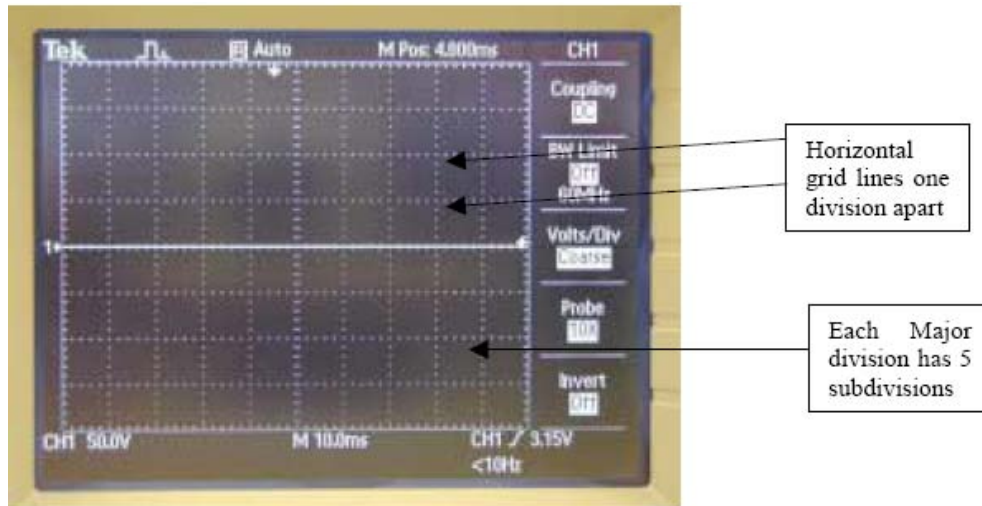 Tek Auto M Pos: 4.800ms CH1
Coupling
DC
BW Limit
Off
60MHz
Volts/Div
Coarse
Probe
10X
Invert
Off
1
CH1 50.0V M 10.0ms CH1 3.15V
<10Hz
Horizontal
grid lines one
division apart
Each Major
division has 5
subdivisions